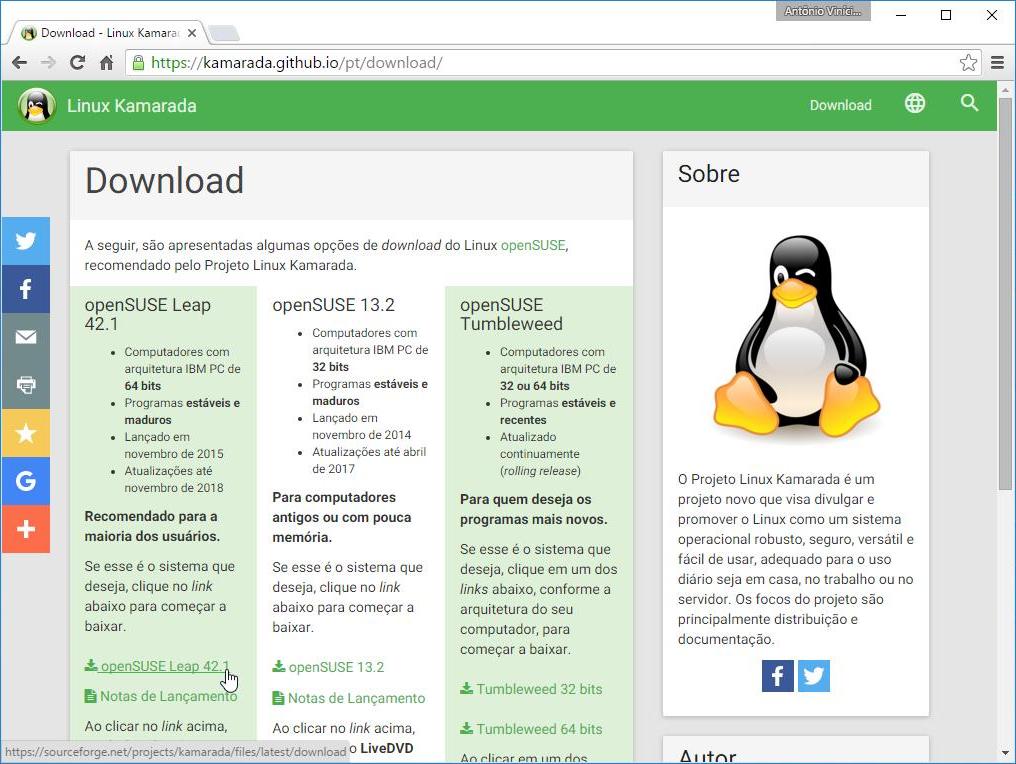 Antônio Viníci...
Download - Linux Kamara
https://kamarada.github.io/pt/download/
Linux Kamarada
Download
Download
A seguir, são apresentadas algumas opções de download do Linux openSUSE,
recomendado pelo Projeto Linux Kamarada.
openSUSE Leap
42.1
Computadores com
arquitetura IBM PC de
64 bits
Programas estáveis e
maduros
Lançado em
novembro de 2015
Atualizações até
novembro de 2018
Recomendado para a
maioria dos usuários.
Se esse é o sistema que
deseja, clique no link
abaixo para começar a
baixar.
openSUSE Leap 42.1
Notas de Lançamento
Ao clicar no link acima,
openSUSE 13.2
Computadores com
arquitetura IBM PC de
32 bits
Programas estáveis e
maduros
Lançado em
novembro de 2014
Atualizações até abril
de 2017
Para computadores
antigos ou com pouca
memória.
Se esse é o sistema que
deseja, clique no link
abaixo para começar a
baixar.
openSUSE 13.2
Notas de Lançamento
Ao clicar no link acima,
o LiveDVD
openSUSE
Tumbleweed
Computadores com
arquitetura IBM PC de
32 ou 64 bits
Programas estáveis e
recentes
Atualizado
continuamente
(rolling release)
Para quem deseja os
programas mais novos.
Se esse é o sistema que
deseja, clique em um dos
links abaixo, conforme a
arquitetura do seu
computador, para
começar a baixar.
Tumbleweed 32 bits
Tumbleweed 64 bits
Ao clicar em um dos
Sobre
O Projeto Linux Kamarada é um
projeto novo que visa divulgar e
promover o Linux como um sistema
operacional robusto, seguro, versátil e
fácil de usar, adequado para o uso
diário seja em casa, no trabalho ou no
servidor. Os focos do projeto são
principalmente distribuição e
documentação.
Autor
https://sourceforge.net/projects/kamarada/files/latest/download